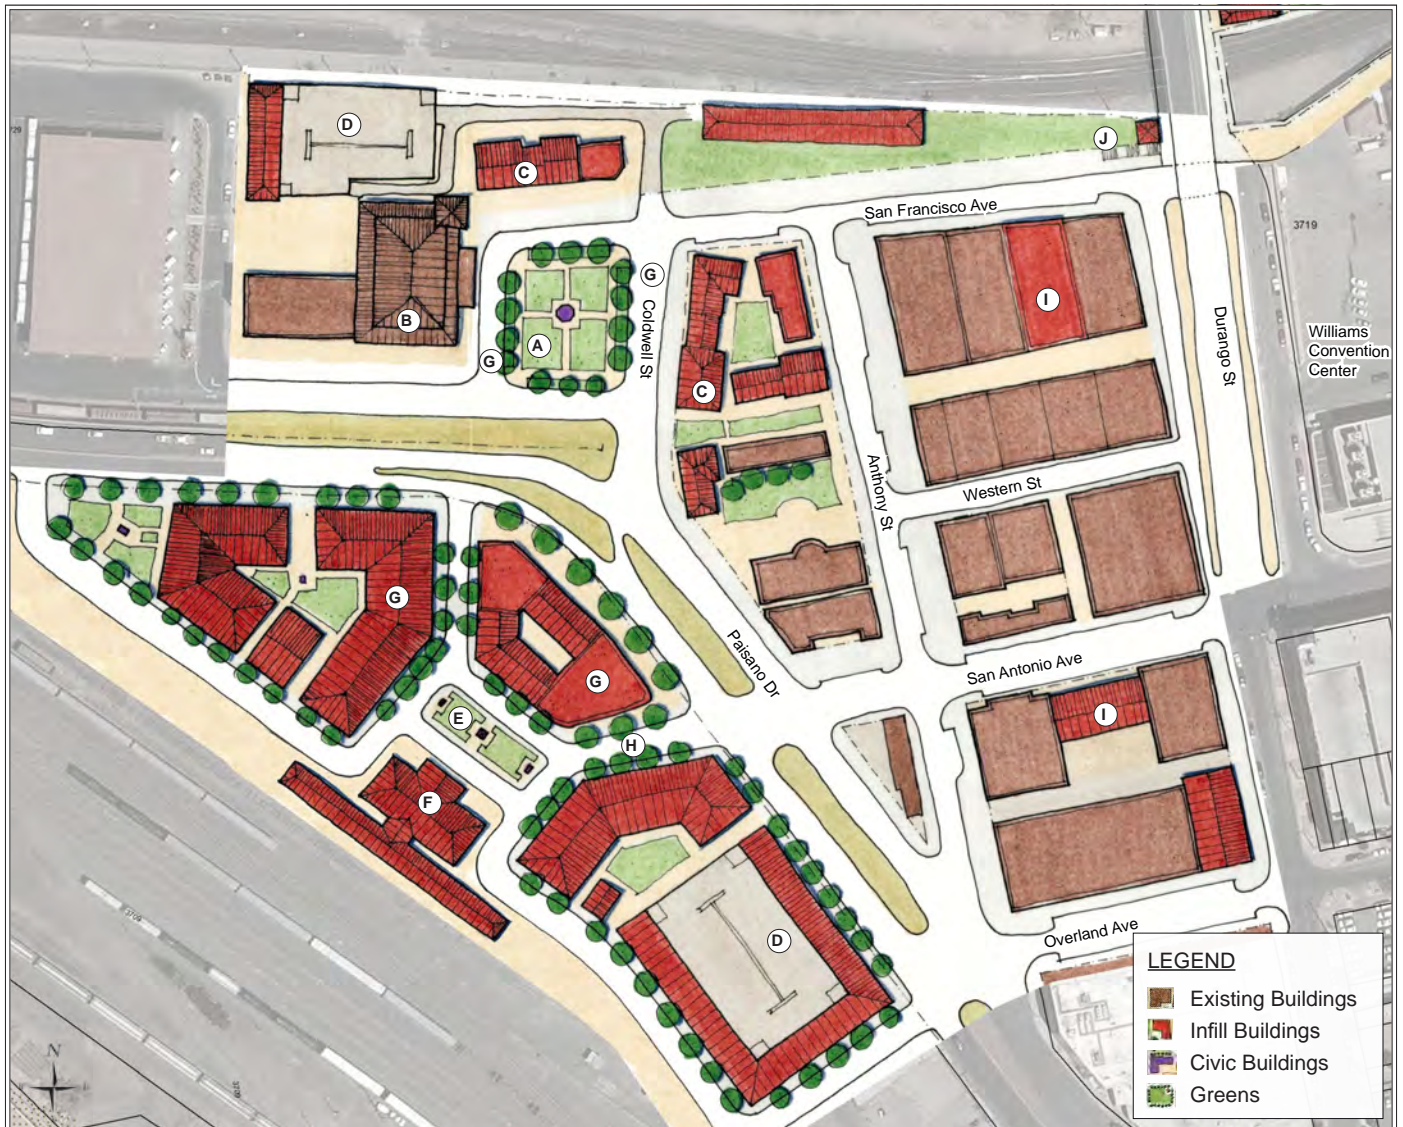 D
C
J
San Francisco Ave
3719
G
I
Coldwell St
B
A
G
Durango St
Williams
Convention
Center
C
Anthony St
Western St
G
Paisano Dr
G
San Antonio Ave
E
I
H
F
D
Overland Ave
3709
N
LEGEND
Existing Buildings
Infill Buildings
Civic Buildings
Greens